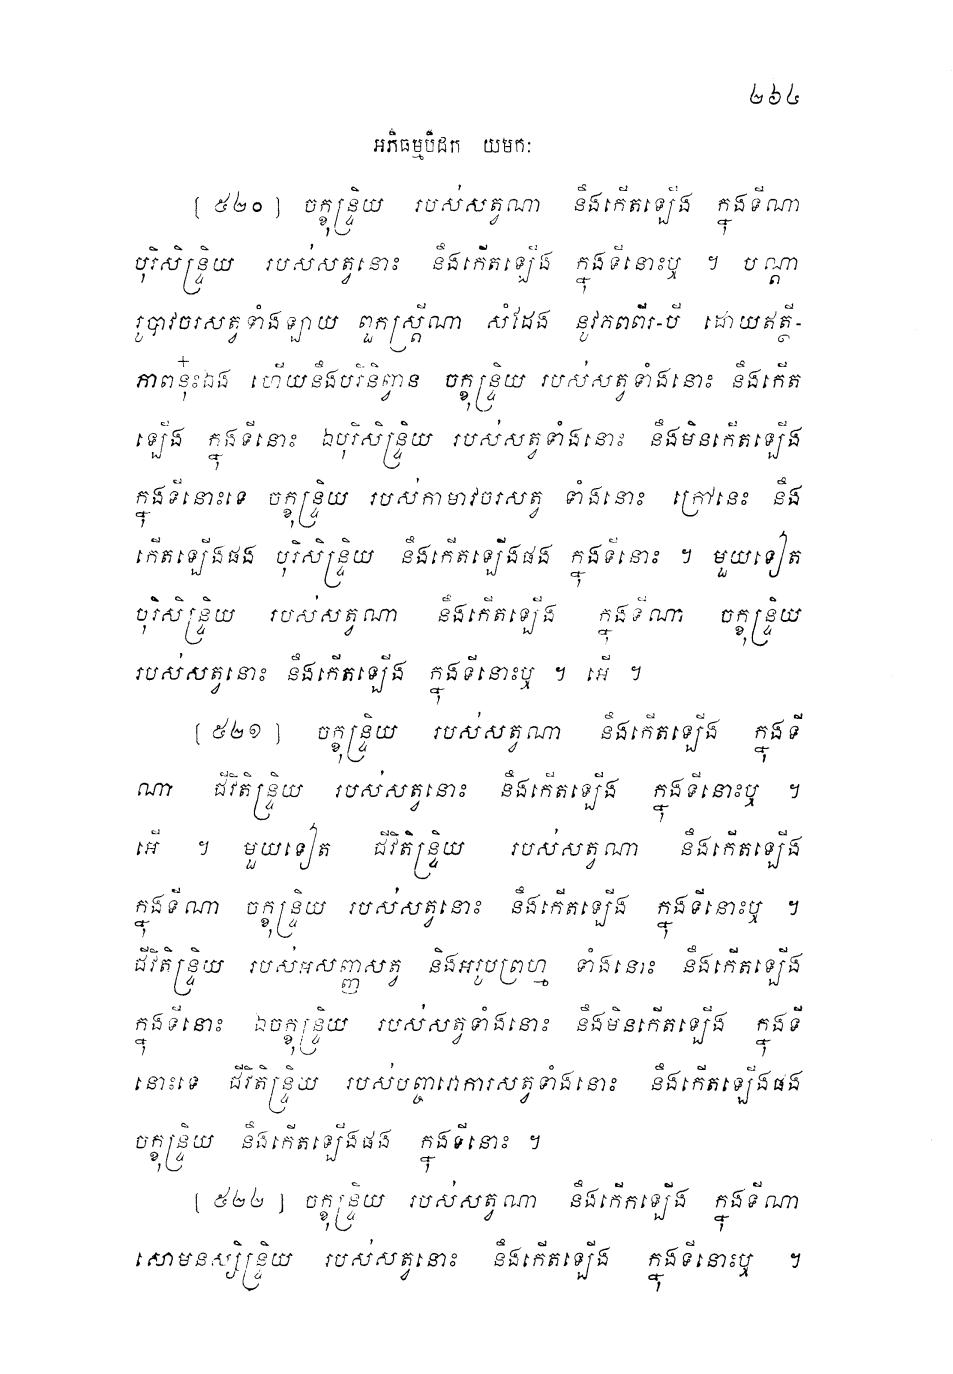 ២៦៤
អភិធម្មបិដក យមកៈ
[ ៥២០ ] ចក្ខុន្ទ្រិយ របស់សត្វណា នឹងកើតឡើង ក្នុងទីណា
បុរិសិន្ទ្រិយ របស់សត្វនោះ នឹងកើតឡើង ក្នុងទីនោះឬ ។ បណ្តា
រូបាវចរសត្វទាំងឡាយ ពួកស្ត្រីណា សំដែង នូវភពពីរ-បី ដោយឥត្ថី-
ភាពនុ៎ះឯង ហើយនឹងបរិនិព្វាន ចក្ខុន្ទ្រិយ របស់សត្វទាំងនោះ នឹងកើត
ឡើង ក្នុងទីនោះ ឯបុរិសិន្ទ្រិយ របស់សត្វទាំងនោះ នឹងមិនកើតឡើង
ក្នុងទីនោះទេ ចក្ខុន្ទ្រិយ របស់កាមាវចរសត្វ ទាំងនោះ ក្រៅនេះ នឹង
កើតឡើងផង បុរិសិន្ទ្រិយ នឹងកើតឡើងផង ក្នុងទីនោះ ។ មួយទៀត
បុរិសិន្ទ្រិយ របស់សត្វណា នឹងកើតឡើង ក្នុងទីណា ចក្ខុន្ទ្រិយ
របស់សត្វនោះ នឹងកើតឡើង ក្នុងទីនោះឬ ។ អើ ។
[ ៥២១ ] ចក្ខុន្ទ្រិយ របស់សត្វណា នឹងកើតឡើង ក្នុងទី
ណា ជីវិតិន្ទ្រិយ របស់សត្វនោះ នឹងកើតឡើង ក្នុងទីនោះឬ ។
អើ ។ មួយទៀត ជីវិតិន្ទ្រិយ របស់សត្វណា នឹងកើតឡើង
ក្នុងទីណា ចក្ខុន្ទ្រិយ របស់សត្វនោះ នឹងកើតឡើង ក្នុងទីនោះឬ ។
ជីវិតិន្ទ្រិយ របស់អសញ្ញសត្វ និងអរូបព្រហ្ម ទាំងនោះ នឹងកើតឡើង
ក្នុងទីនោះ ឯចក្ខុន្ទ្រិយ របស់សត្វទាំងនោះ នឹងមិនកើតឡើង ក្នុងទី
នោះទេ ជីវិតិន្ទ្រិយ របស់បញ្ចវោការសត្វទាំងនោះ នឹងកើតឡើងផង
ចក្ខុន្ទ្រិយ នឹងកើតឡើងផង ក្នុងទីនោះ ។
[ ៥២២ ] ចក្ខុន្ទ្រិយ របស់សត្វណា នឹងកើតឡើង ក្នុងទីណា
សោមនស្សិន្ទ្រិយ របស់សត្វនោះ នឹងកើតឡើង ក្នុងទីនោះឬ ។